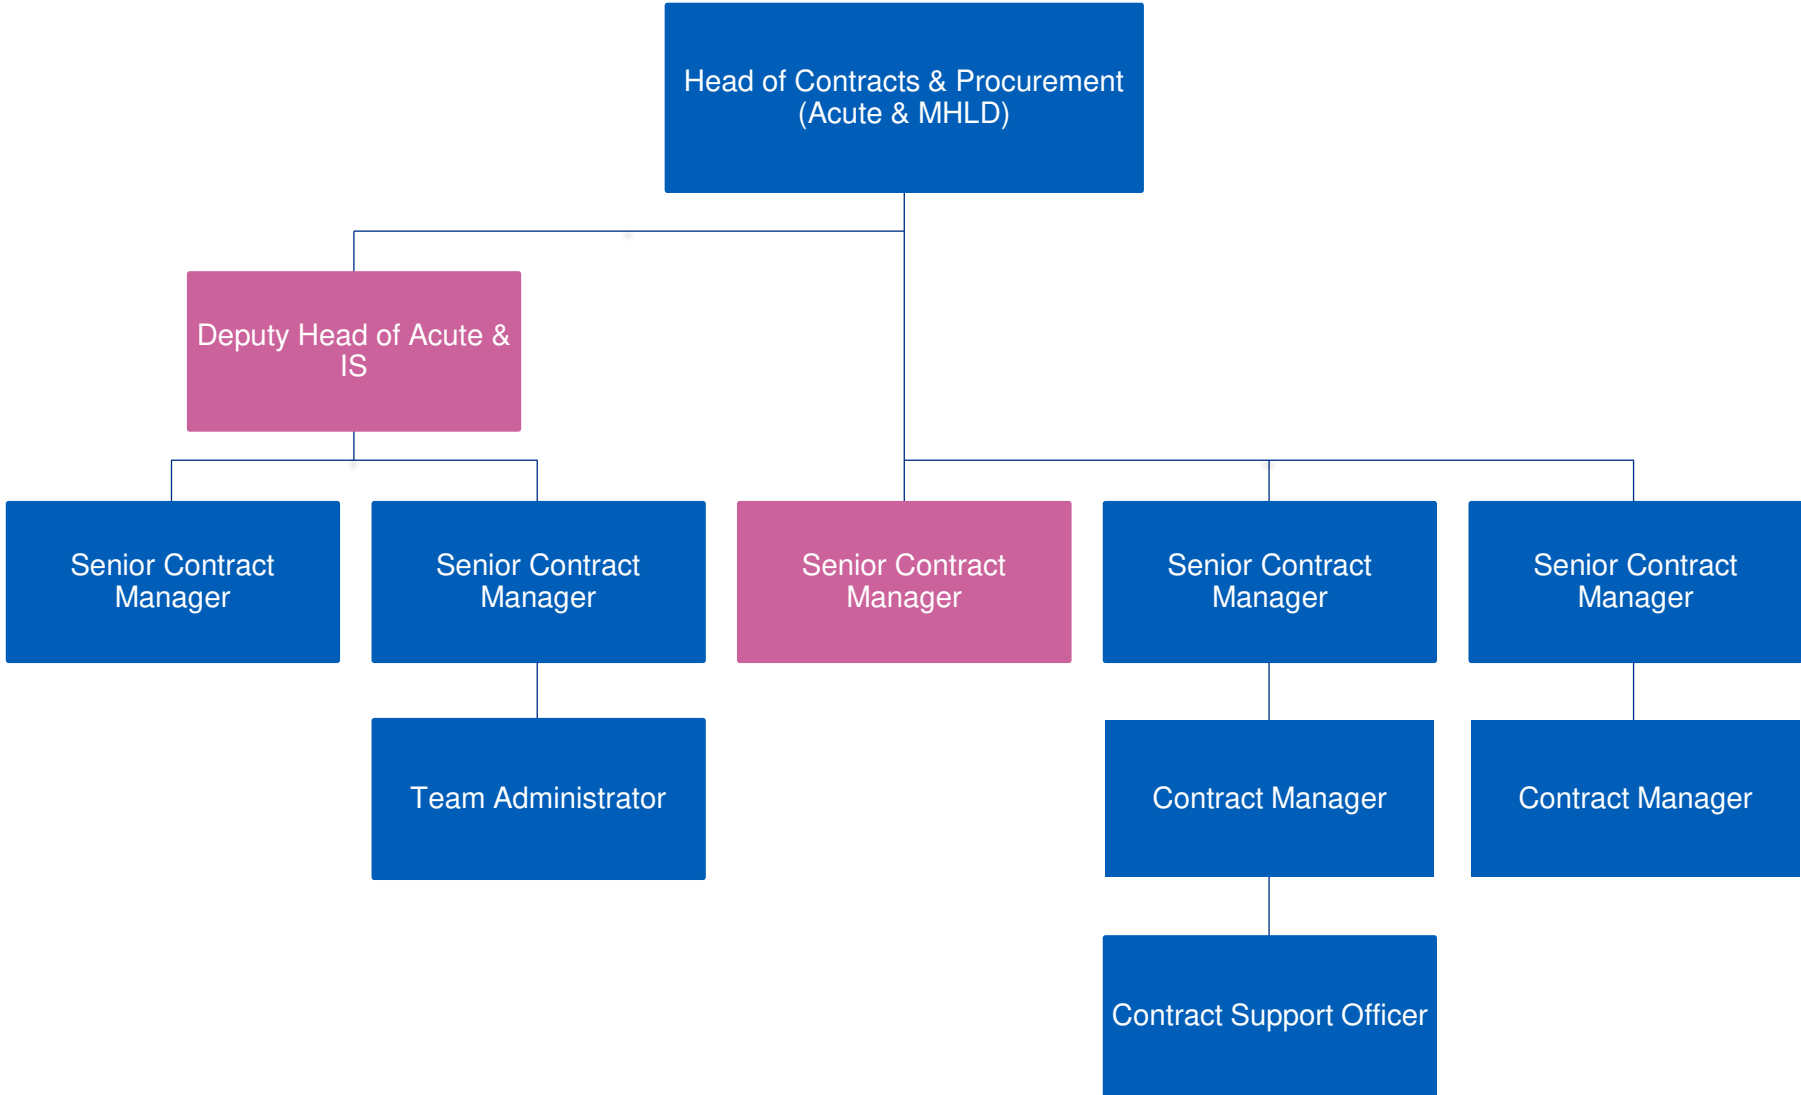 Head of Contracts & Procurement
(Acute & MHLD)
Deputy Head of Acute &
IS
Senior Contract
Manager
Senior Contract
Manager
Senior Contract
Manager
Senior Contract
Manager
Senior Contract
Manager
Team Administrator
Contract Manager
Contract Manager
Contract Support Officer